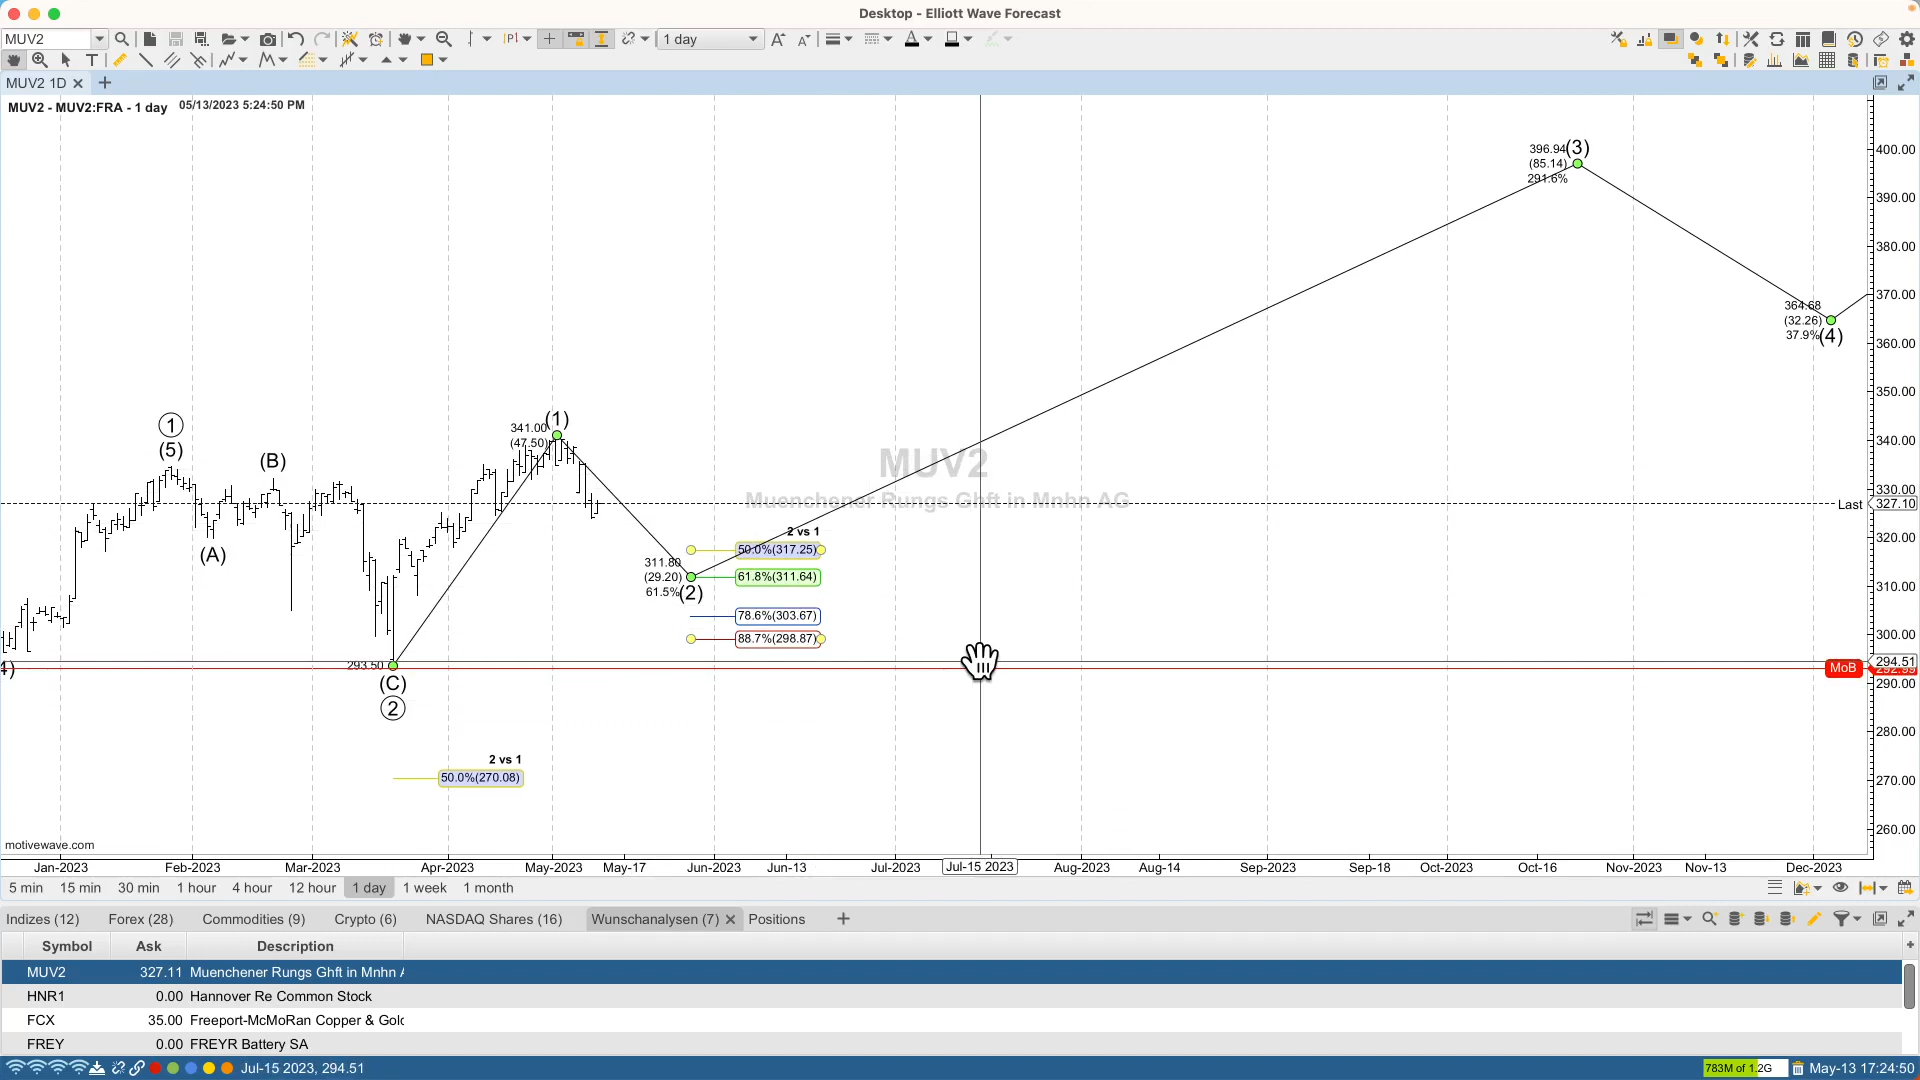 Desktop - Elliott Wave Forecast
MUV2
1 day
MUV2 1D
MUV2 - MUV2:FRA - 1 day 05/13/2023 5:24:50 PM
400.00
390.00
380.00
370.00
360.00
350.00
340.00
330.00
320.00
310.00
300.00
290.00
280.00
270.00
260.00
396.94
(85.14)
291.6%
(3)
364.68
(32.26)
37.9%
(4)
1
(5)
(A)
(B)
341.00
(47.50)
(1)
MUV2
Muenchener Rungs Ghft in Mnhn AG
Last 327.10
2 vs 1
50.0%(317.25)
311.80
(29.20)
61.5%
(2)
61.8%(311.64)
78.6%(303.67)
88.7%(298.87)
293.50
(C)
2
MoB
294.51
2 vs 1
50.0%(270.08)
motivewave.com
Jan-2023 Feb-2023 Mar-2023 Apr-2023 May-2023 May-17 Jun-2023 Jun-13 Jul-2023 Jul-15 2023 Aug-2023 Aug-14 Sep-2023 Sep-18 Oct-2023 Oct-16 Nov-2023 Nov-13 Dec-2023
5 min 15 min 30 min 1 hour 4 hour 12 hour 1 day 1 week 1 month
Indizes (12) Forex (28) Commodities (9) Crypto (6) NASDAQ Shares (16) Wunschanalysen (7) Positions
Symbol Ask Description
MUV2 327.11 Muenchener Rungs Ghft in Mnhn
HNR1 0.00 Hannover Re Common Stock
FCX 35.00 Freeport-McMoRan Copper & Gold
FREY 0.00 FREYR Battery SA
Jul-15 2023, 294.51
783M of 1.2G
May-13 17:24:50